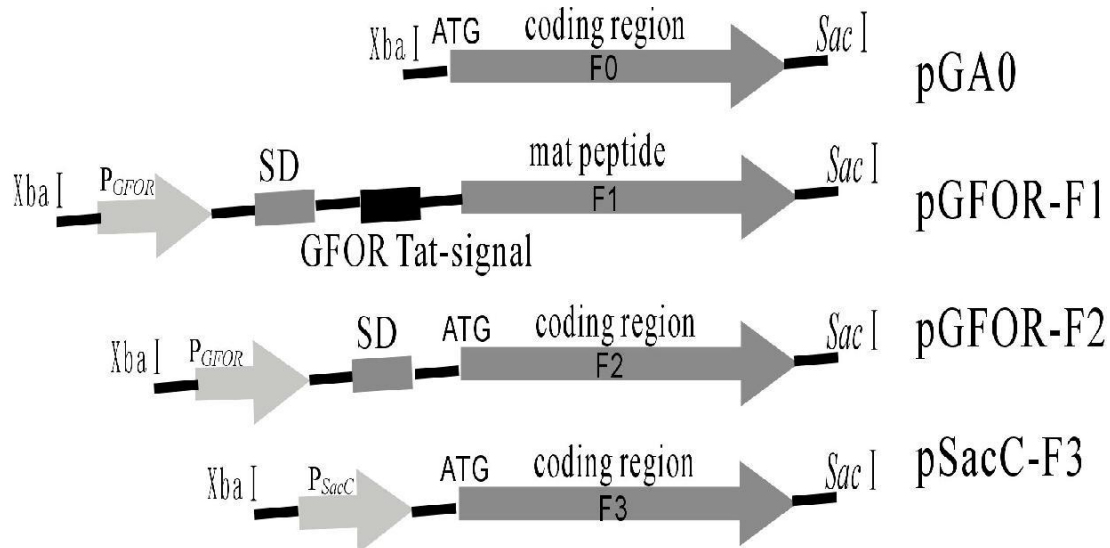 Xba I ATG coding region Sac I
F0
pGA0
Xba I P_GFOR SD mat peptide Sac I
F1
GFOR Tat-signal
pGFOR-F1
Xba I P_GFOR SD ATG coding region Sac I
F2
pGFOR-F2
Xba I P_SacC ATG coding region Sac I
F3
pSacC-F3